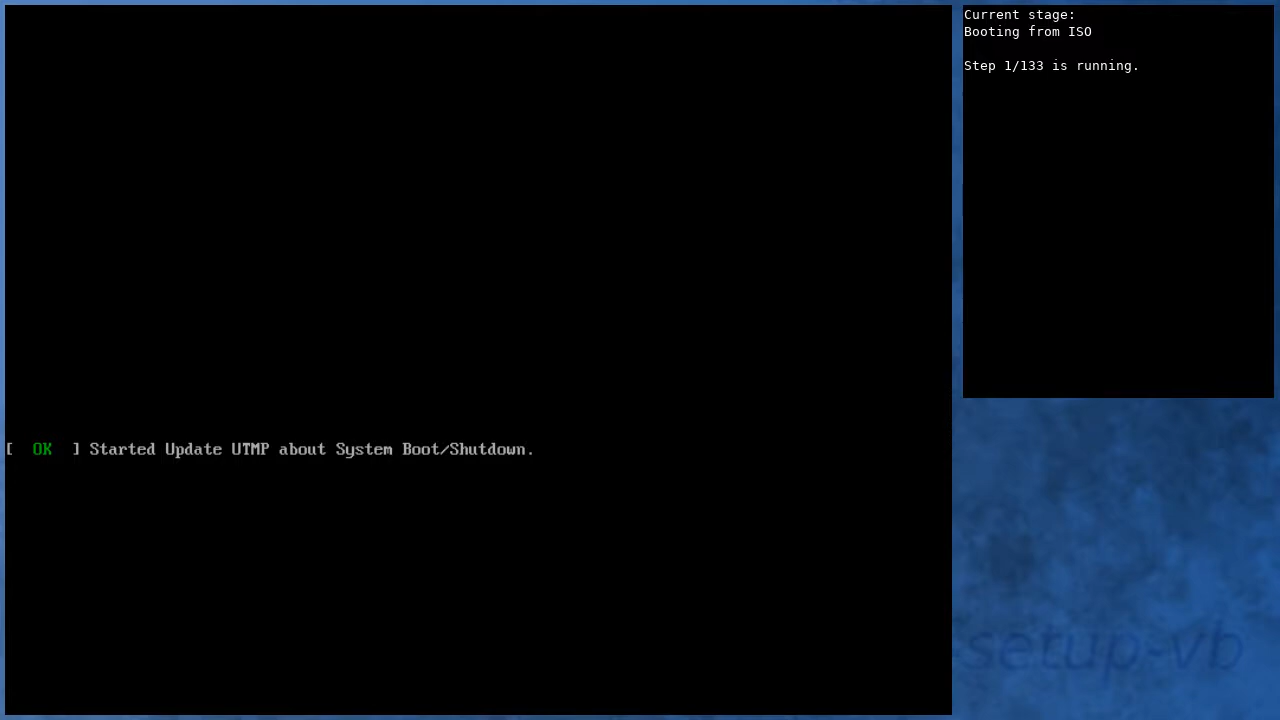 Current stage:
Booting from ISO
Step 1/133 is running.
[  OK  ] Started Update UTMP about System Boot/Shutdown.
-setup-vb